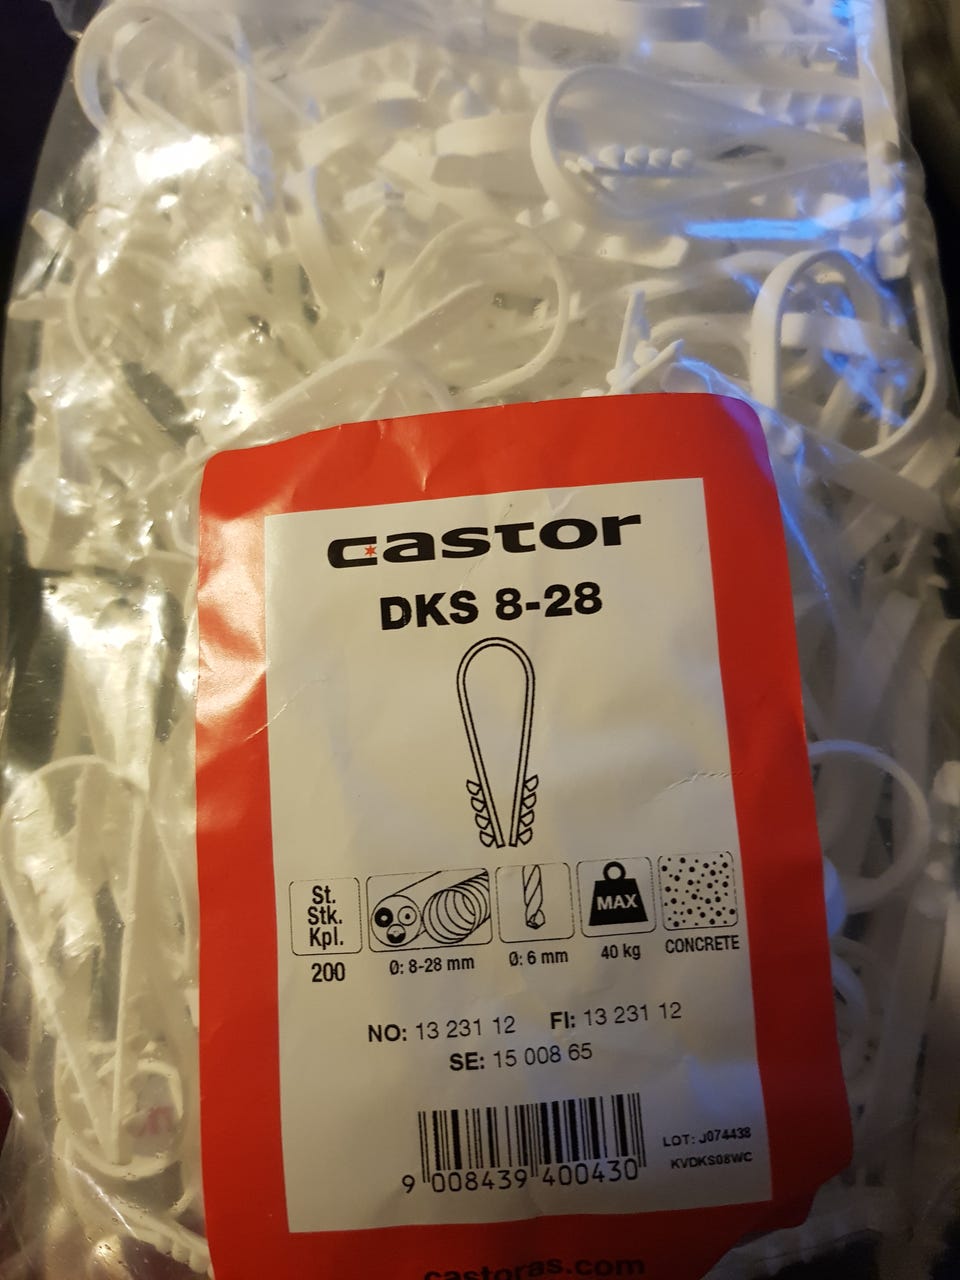 castor
DKS 8-28
St.
Stk.
Kpl.
MAX
200
Ø: 8-28 mm
Ø: 6 mm
40 kg
CONCRETE
NO: 13 231 12 FI: 13 231 12
SE: 15 008 65
LOT: J074438
KVDKS08WC
9 008439 400430
castoras.com